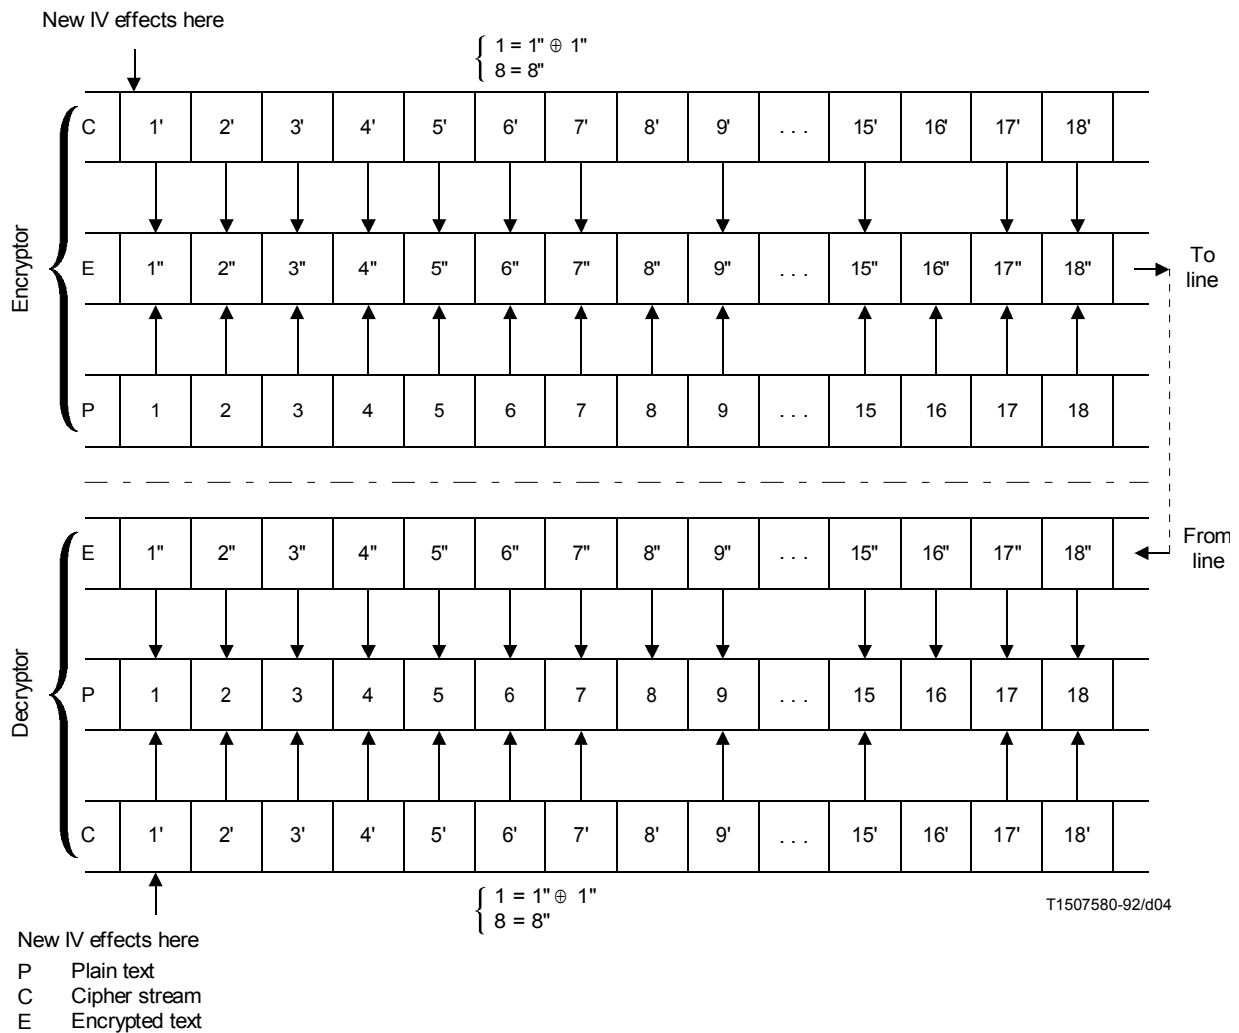 New IV effects here
1 = 1" ⊕ 1"
8 = 8"
C 1' 2' 3' 4' 5' 6' 7' 8' 9' . . . 15' 16' 17' 18'
Encryptor
E 1" 2" 3" 4" 5" 6" 7" 8" 9" . . . 15" 16" 17" 18"
To
line
P 1 2 3 4 5 6 7 8 9 . . . 15 16 17 18
E 1" 2" 3" 4" 5" 6" 7" 8" 9" . . . 15" 16" 17" 18"
From
line
Decryptor
P 1 2 3 4 5 6 7 8 9 . . . 15 16 17 18
C 1' 2' 3' 4' 5' 6' 7' 8' 9' . . . 15' 16' 17' 18'
1 = 1" ⊕ 1"
8 = 8"
T1507580-92/d04
New IV effects here
P Plain text
C Cipher stream
E Encrypted text